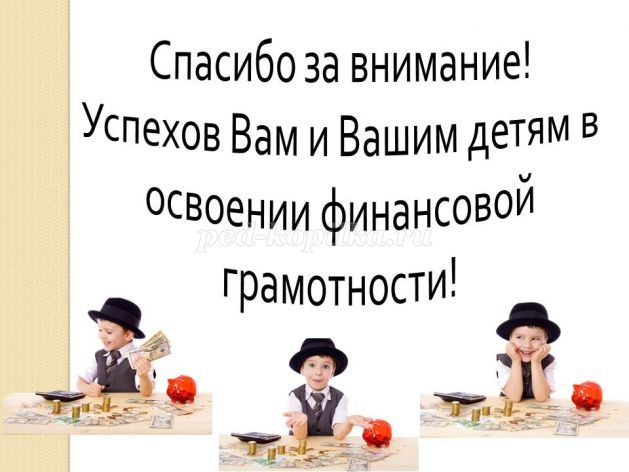 Спасибо за внимание!
Успехов Вам и Вашим детям в
освоении финансовой
ped-kopilka.ru
грамотности!